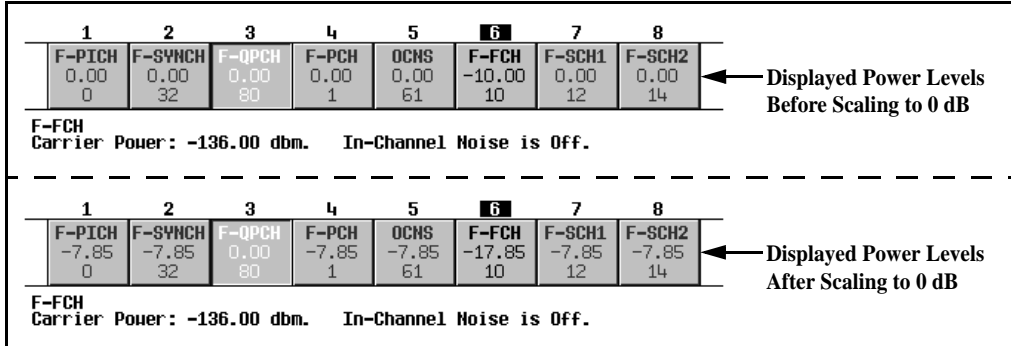 1 2 3 4 5 6 7 8
F-PICH F-SYNCH F-QPCH F-PCH OCNS F-FCH F-SCH1 F-SCH2
0.00 0.00 0.00 0.00 0.00 -10.00 0.00 0.00
0 32 80 1 61 10 12 14
Displayed Power Levels
Before Scaling to 0 dB
F-FCH
Carrier Power: -136.00 dbm. In-Channel Noise is Off.
1 2 3 4 5 6 7 8
F-PICH F-SYNCH F-QPCH F-PCH OCNS F-FCH F-SCH1 F-SCH2
-7.85 -7.85 0.00 -7.85 -7.85 -17.85 -7.85 -7.85
0 32 80 1 61 10 12 14
Displayed Power Levels
After Scaling to 0 dB
F-FCH
Carrier Power: -136.00 dbm. In-Channel Noise is Off.